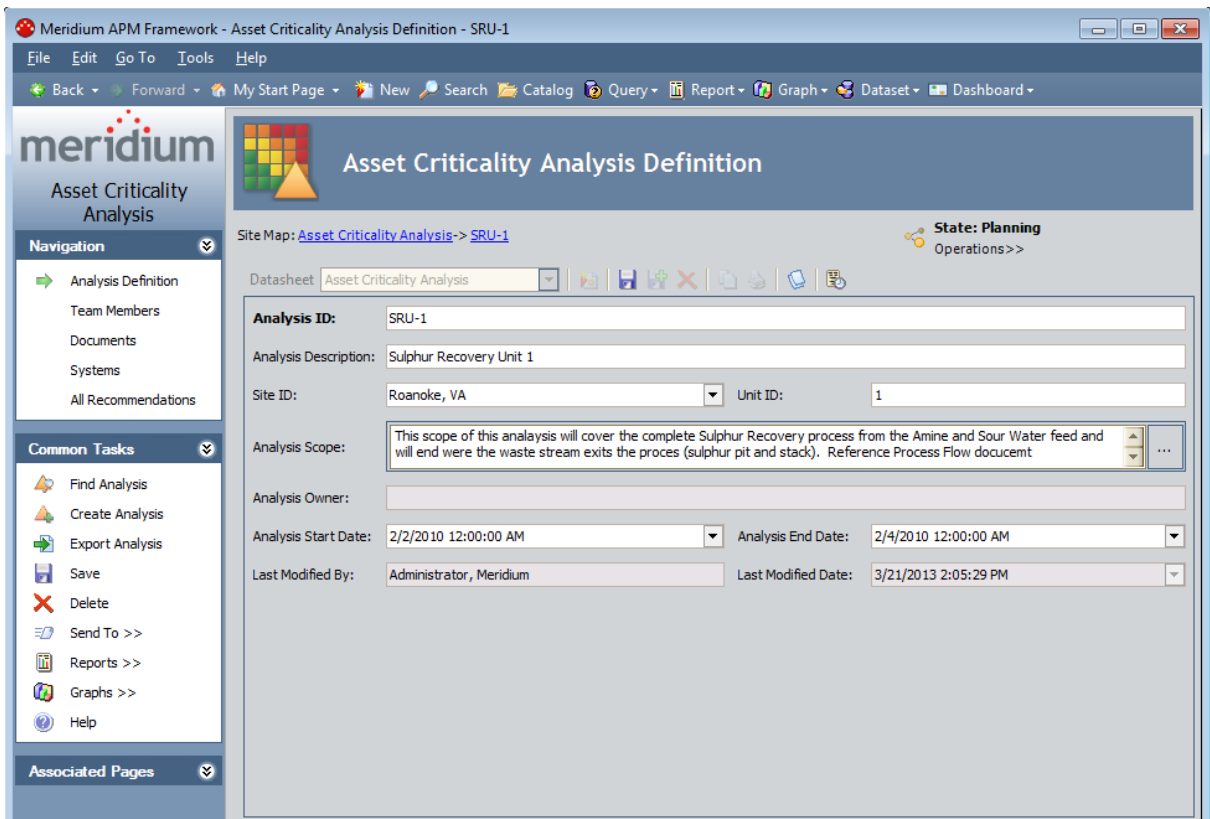 Meridium APM Framework - Asset Criticality Analysis Definition - SRU-1
File Edit Go To Tools Help
Back Forward My Start Page New Search Catalog Query Report Graph Dataset Dashboard
meridium
Asset Criticality
Analysis
Navigation
Analysis Definition
Team Members
Documents
Systems
All Recommendations
Common Tasks
Find Analysis
Create Analysis
Export Analysis
Save
Delete
Send To >>
Reports >>
Graphs >>
Help
Associated Pages
Asset Criticality Analysis Definition
Site Map: Asset Criticality Analysis-> SRU-1
State: Planning
Operations>>
Datasheet Asset Criticality Analysis
Analysis ID: SRU-1
Analysis Description: Sulphur Recovery Unit 1
Site ID: Roanoke, VA Unit ID: 1
Analysis Scope: This scope of this analaysis will cover the complete Sulphur Recovery process from the Amine and Sour Water feed and
will end were the waste stream exits the proces (sulphur pit and stack). Reference Process Flow docucemt
...
Analysis Owner:
Analysis Start Date: 2/2/2010 12:00:00 AM Analysis End Date: 2/4/2010 12:00:00 AM
Last Modified By: Administrator, Meridium Last Modified Date: 3/21/2013 2:05:29 PM